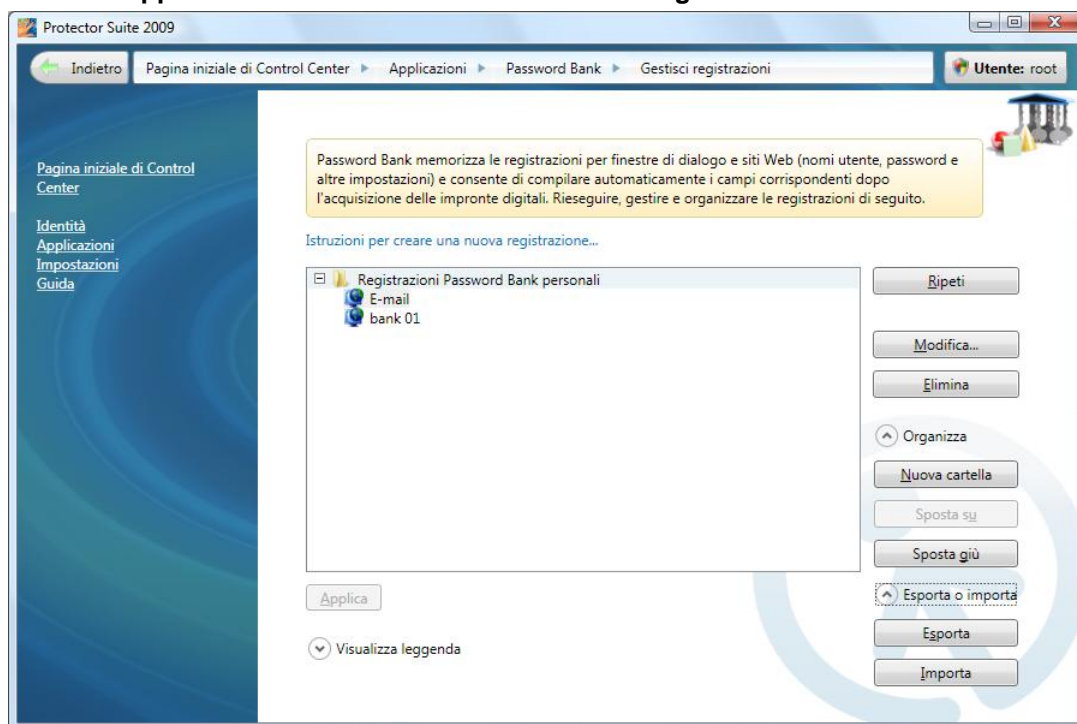 Protector Suite 2009
Indietro
Pagina iniziale di Control Center
Applicazioni
Password Bank
Gestisci registrazioni
Utente: root
Pagina iniziale di Control
Center
Identità
Applicazioni
Impostazioni
Guida
Password Bank memorizza le registrazioni per finestre di dialogo e siti Web (nomi utente, password e
altre impostazioni) e consente di compilare automaticamente i campi corrispondenti dopo
l'acquisizione delle impronte digitali. Rieseguire, gestire e organizzare le registrazioni di seguito.
Istruzioni per creare una nuova registrazione...
Registrazioni Password Bank personali
E-mail
bank 01
Ripeti
Modifica...
Elimina
Organizza
Nuova cartella
Sposta su
Sposta giù
Esporta o importa
Esporta
Importa
Applica
Visualizza leggenda